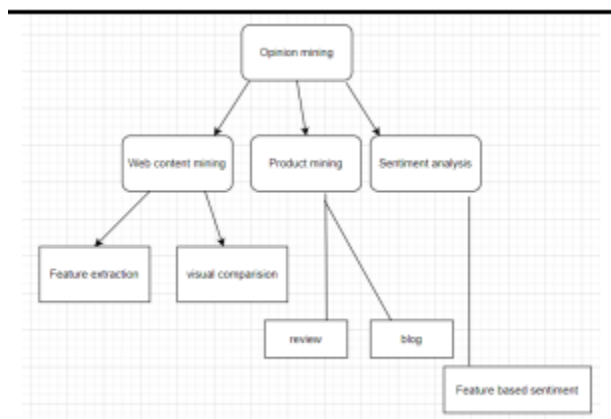 Opinion mining
Web content mining
Product mining
Sentiment analysis
Feature extraction
visual comparision
review
blog
Feature based sentiment